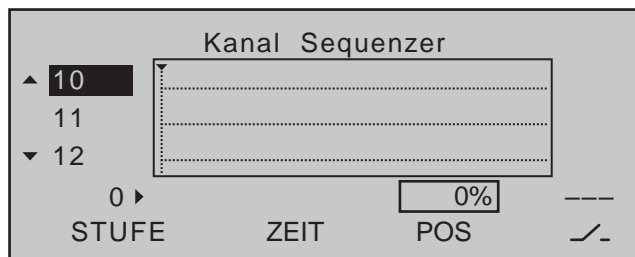 Kanal Sequenzer
10
11
12
0 0% ---
STUFE ZEIT POS